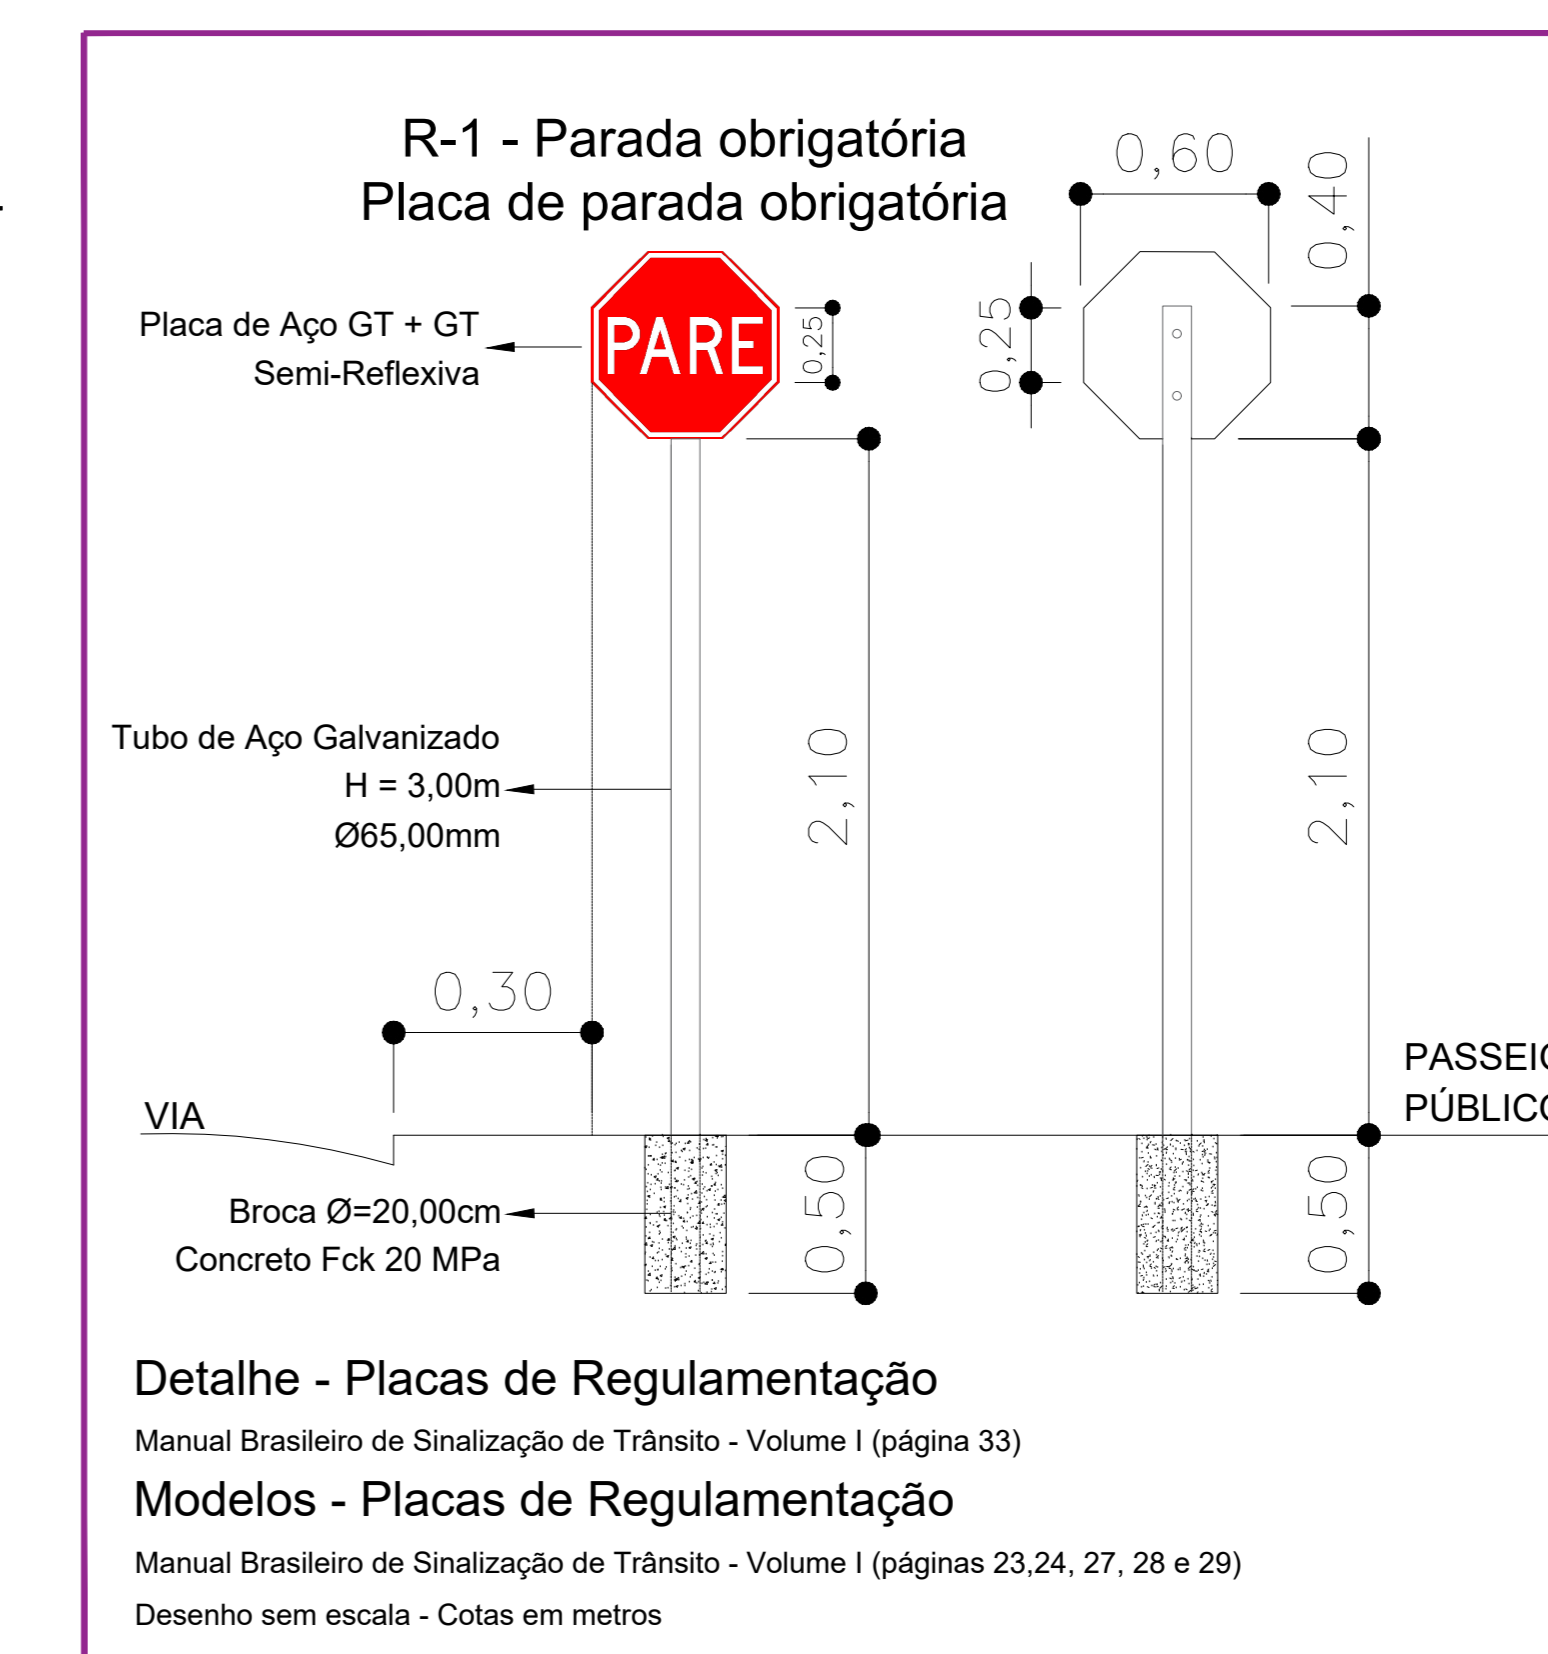 R-1 - Parada obrigatória
Placa de parada obrigatória
0,60
0,40
Placa de Aço GT + GT
Semi-Reflexiva
PARE
0,25
0,25
Tubo de Aço Galvanizado
H = 3,00m
Ø65,00mm
2,10
2,10
0,30
VIA
PASSEIO
PÚBLICO
Broca Ø=20,00cm
Concreto Fck 20 MPa
0,50
0,50
Detalhe - Placas de Regulamentação
Manual Brasileiro de Sinalização de Trânsito - Volume I (página 33)
Modelos - Placas de Regulamentação
Manual Brasileiro de Sinalização de Trânsito - Volume I (páginas 23,24, 27, 28 e 29)
Desenho sem escala - Cotas em metros